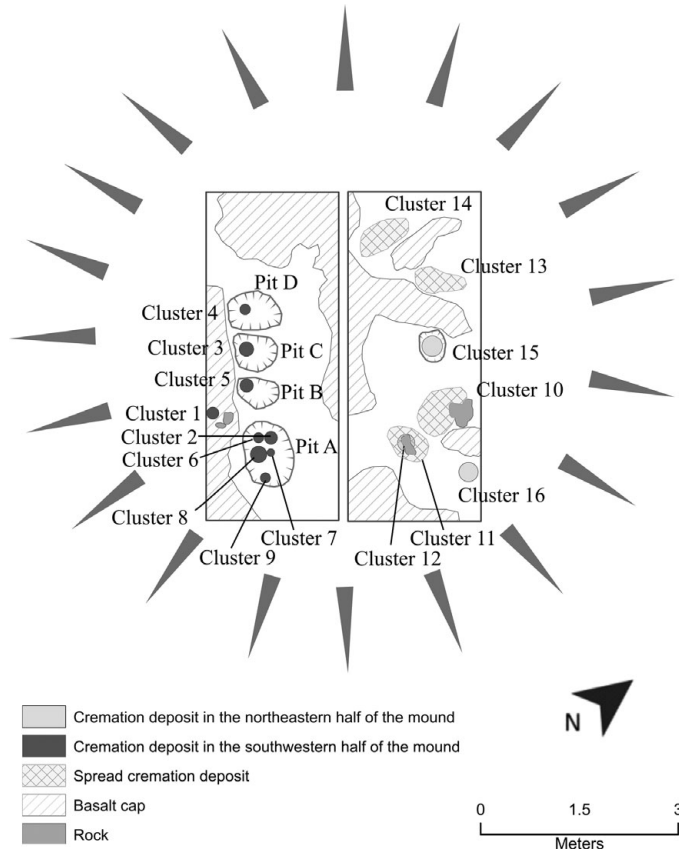 Cluster 14
Cluster 13
Pit D
Cluster 4
Cluster 3
Pit C
Cluster 15
Cluster 5
Pit B
Cluster 10
Cluster 1
Cluster 2
Pit A
Cluster 6
Cluster 16
Cluster 8
Cluster 7
Cluster 11
Cluster 9
Cluster 12
Cremation deposit in the northeastern half of the mound
Cremation deposit in the southwestern half of the mound
Spread cremation deposit
Basalt cap
Rock
N
0 1.5 3
Meters